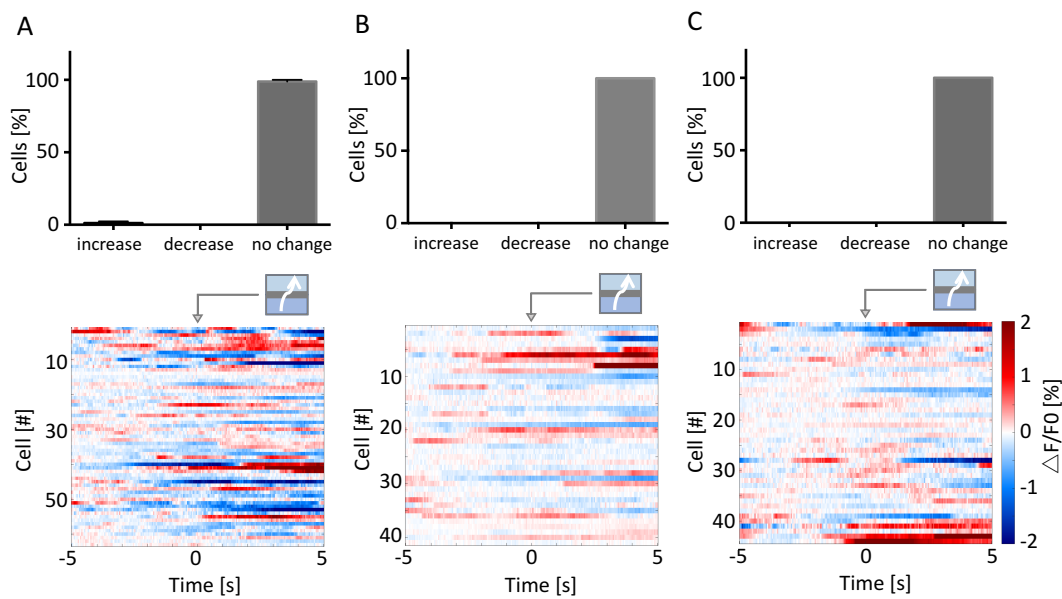 A
Cells [%]
100
50
0
increase decrease no change
B
Cells [%]
100
50
0
increase decrease no change
C
Cells [%]
100
50
0
increase decrease no change
Cell [#]
10
30
50
-5 0 5
Time [s]
Cell [#]
10
20
30
40
-5 0 5
Time [s]
Cell [#]
10
20
30
40
-5 0 5
Time [s]
2
1
0
-1
-2
△F/F0 [%]